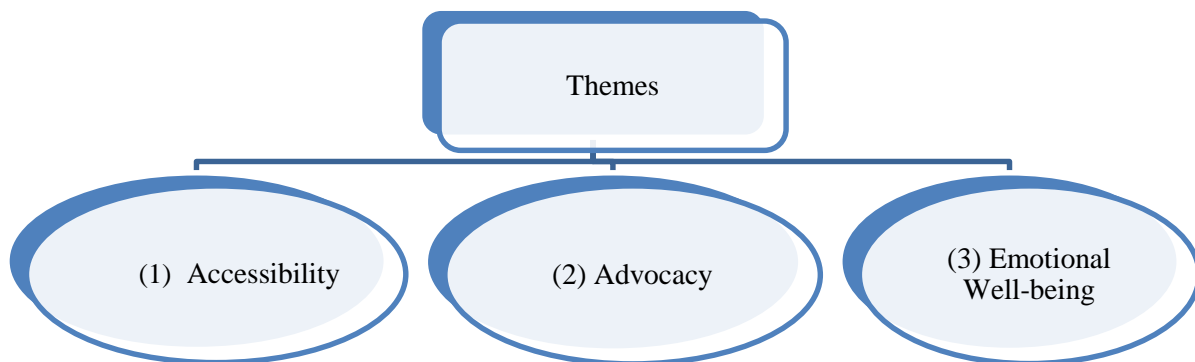 Themes
(1) Accessibility
(2) Advocacy
(3) Emotional
Well-being